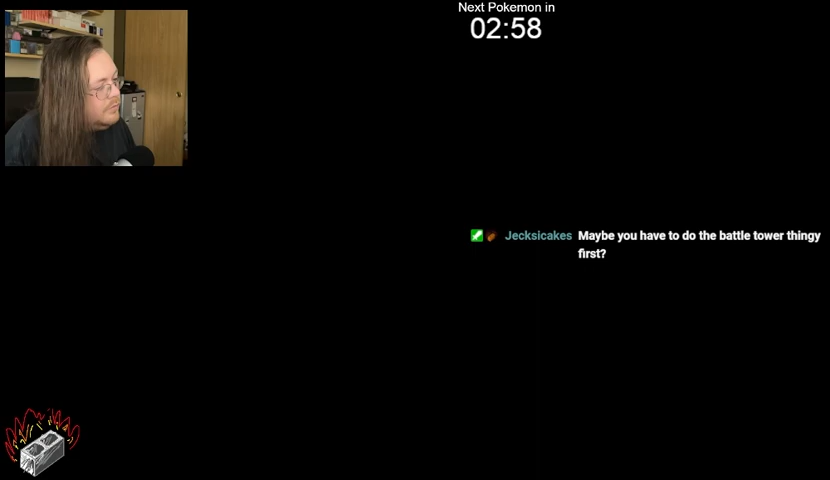 Next Pokemon in
02:58
Jecksicakes Maybe you have to do the battle tower thingy
first?